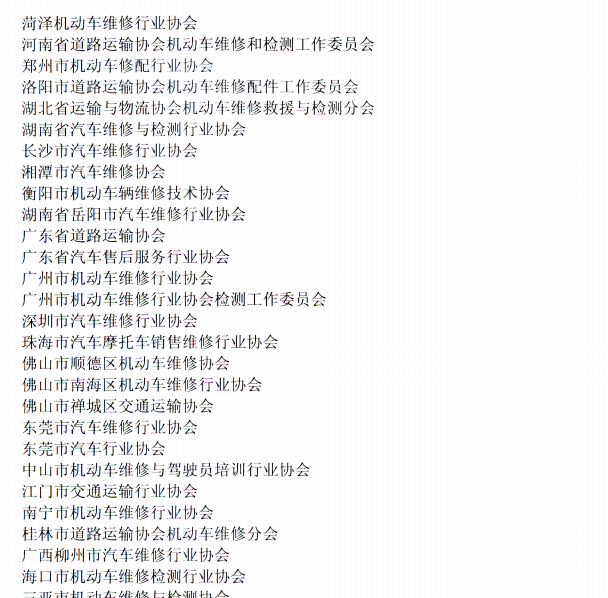 菏泽机动车维修行业协会
河南省道路运输协会机动车维修和检测工作委员会
郑州市机动车修配行业协会
洛阳市道路运输协会机动车维修配件工作委员会
湖北省运输与物流协会机动车维修救援与检测分会
湖南省汽车维修与检测行业协会
长沙市汽车维修行业协会
湘潭市汽车维修协会
衡阳市机动车辆维修技术协会
湖南省岳阳市汽车维修行业协会
广东省道路运输协会
广东省汽车售后服务行业协会
广州市机动车维修行业协会
广州市机动车维修行业协会检测工作委员会
深圳市汽车维修行业协会
珠海市汽车摩托车销售维修行业协会
佛山市顺德区机动车维修协会
佛山市南海区机动车维修行业协会
佛山市禅城区交通运输协会
东莞市汽车维修行业协会
东莞市汽车行业协会
中山市机动车维修与驾驶员培训行业协会
江门市交通运输行业协会
南宁市机动车维修行业协会
桂林市道路运输协会机动车维修分会
广西柳州市汽车维修行业协会
海口市机动车维修检测行业协会
三亚市机动车维修与检测协会